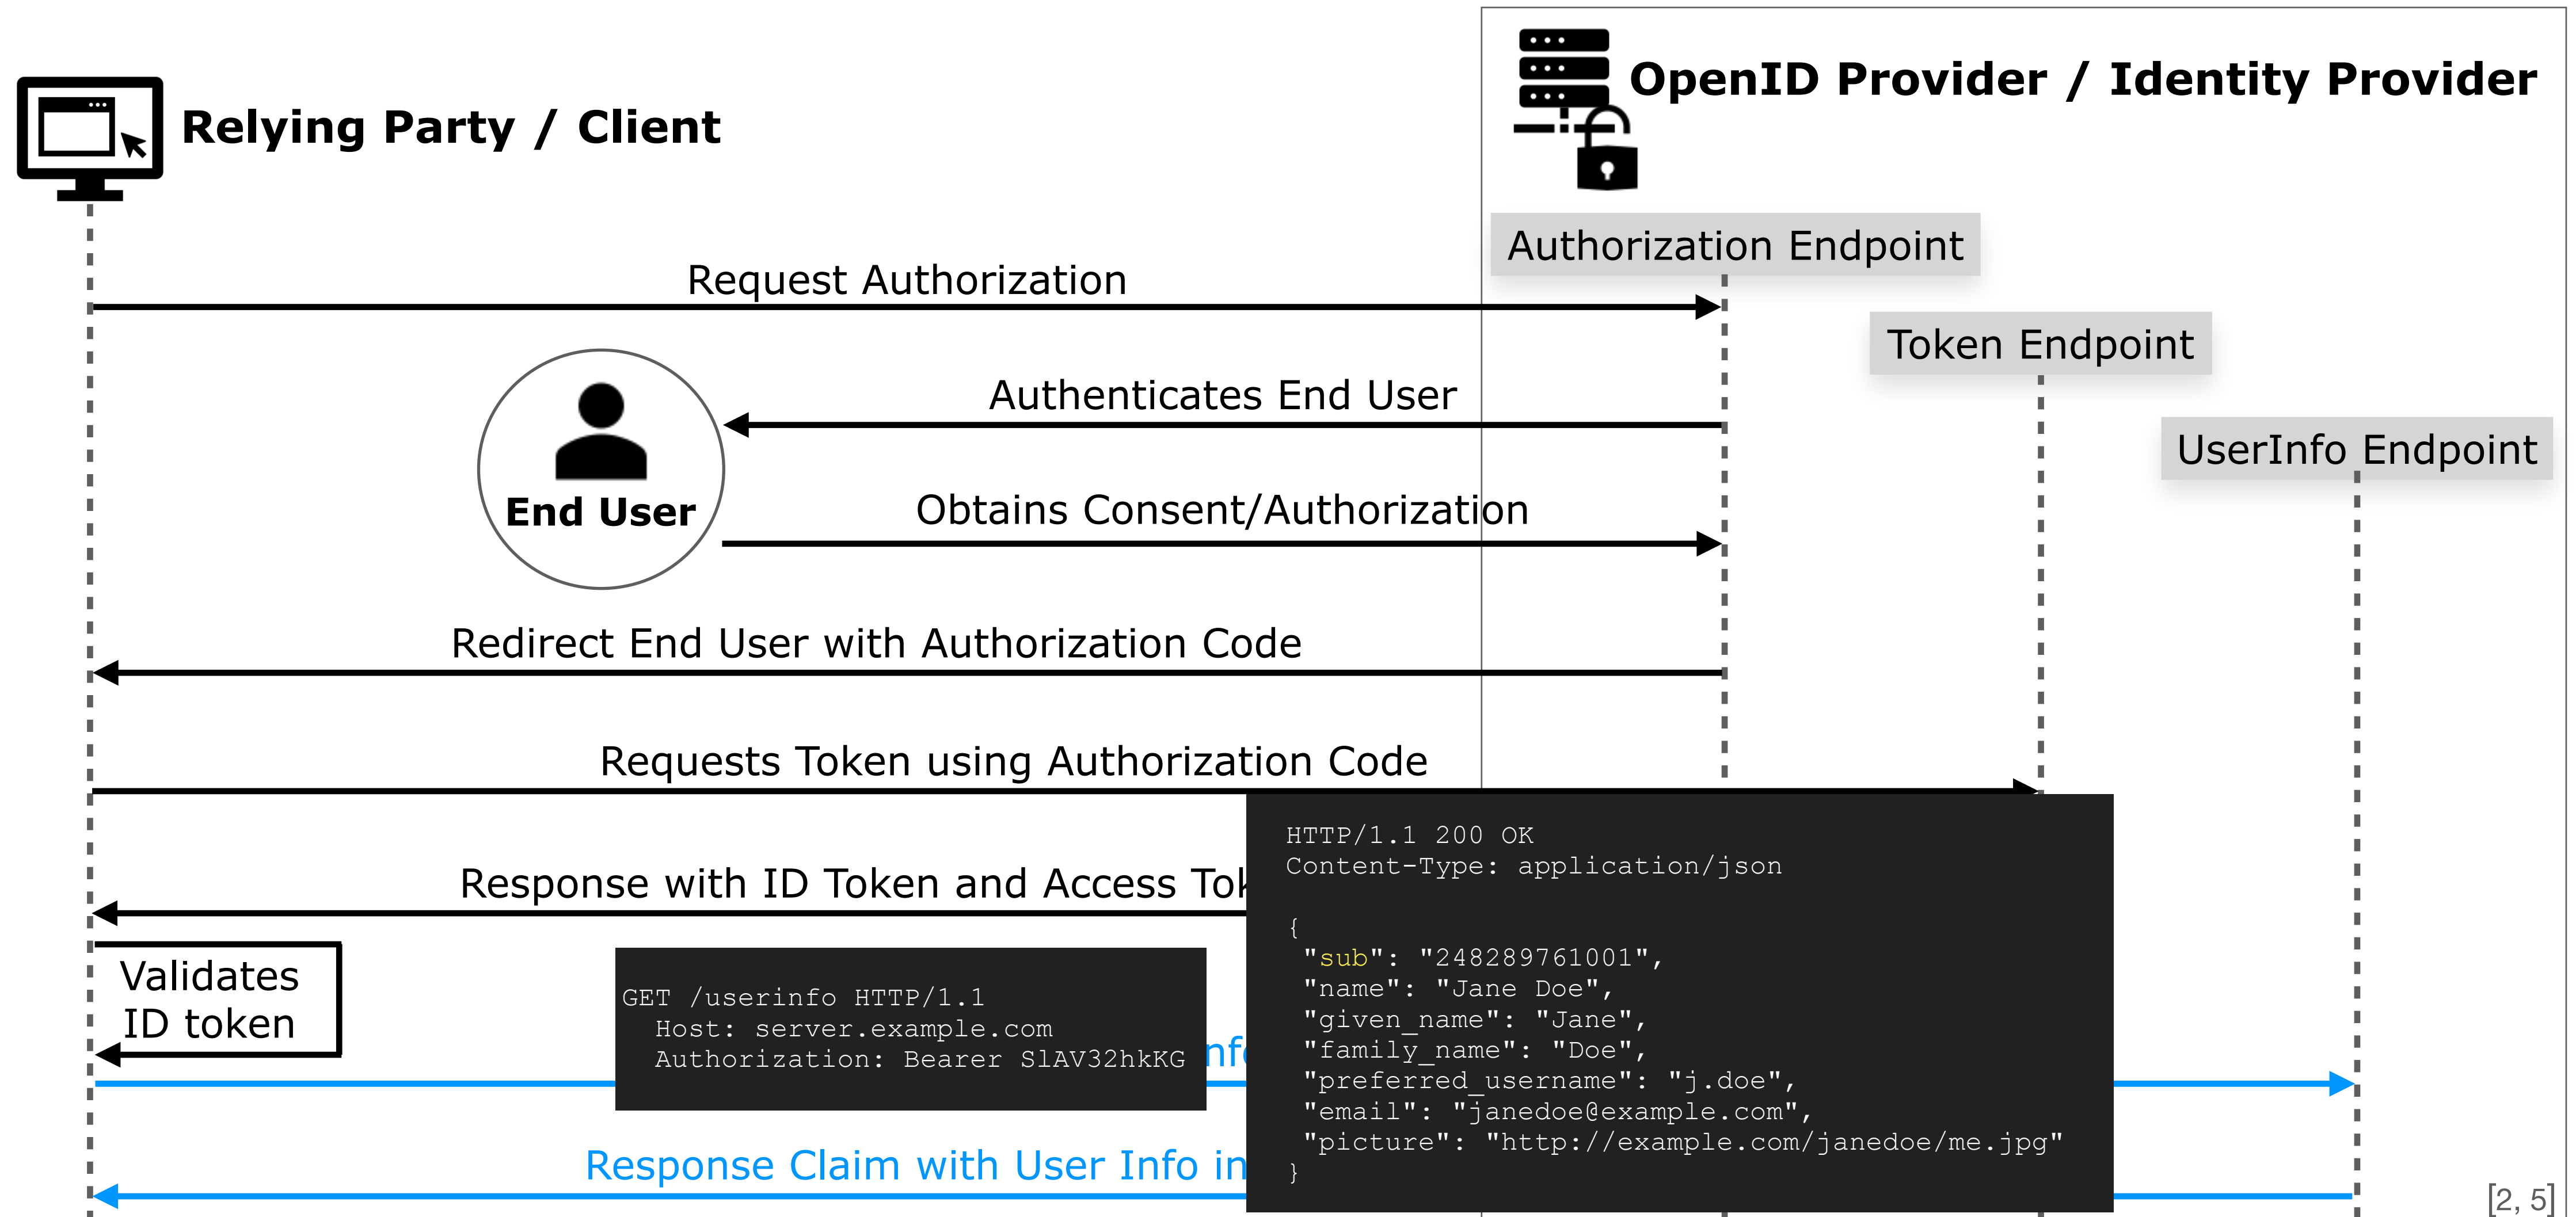 OpenID Provider / Identity Provider
Relying Party / Client
Authorization Endpoint
Request Authorization
Token Endpoint
Authenticates End User
UserInfo Endpoint
End User
Obtains Consent/Authorization
Redirect End User with Authorization Code
Requests Token using Authorization Code
Response with ID Token and Access
Validates
ID token
GET /userinfo HTTP/1.1
Host: server.example.com
Authorization: Bearer SlAV32hkKG
HTTP/1.1 200 OK
Content-Type: application/json
{
"sub": "248289761001",
"name": "Jane Doe",
"given_name": "Jane",
"family_name": "Doe",
"preferred_username": "j.doe",
"email": "janedoe@example.com",
"picture": "http://example.com/janedoe/me.jpg"
}
Response Claim with User Info in
[2, 5]